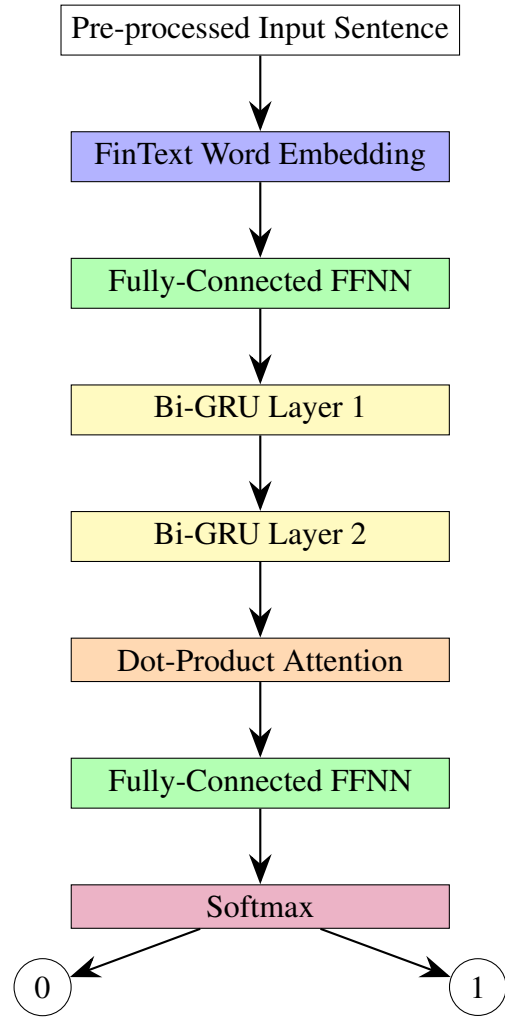 Pre-processed Input Sentence
FinText Word Embedding
Fully-Connected FFNN
Bi-GRU Layer 1
Bi-GRU Layer 2
Dot-Product Attention
Fully-Connected FFNN
Softmax
0
1